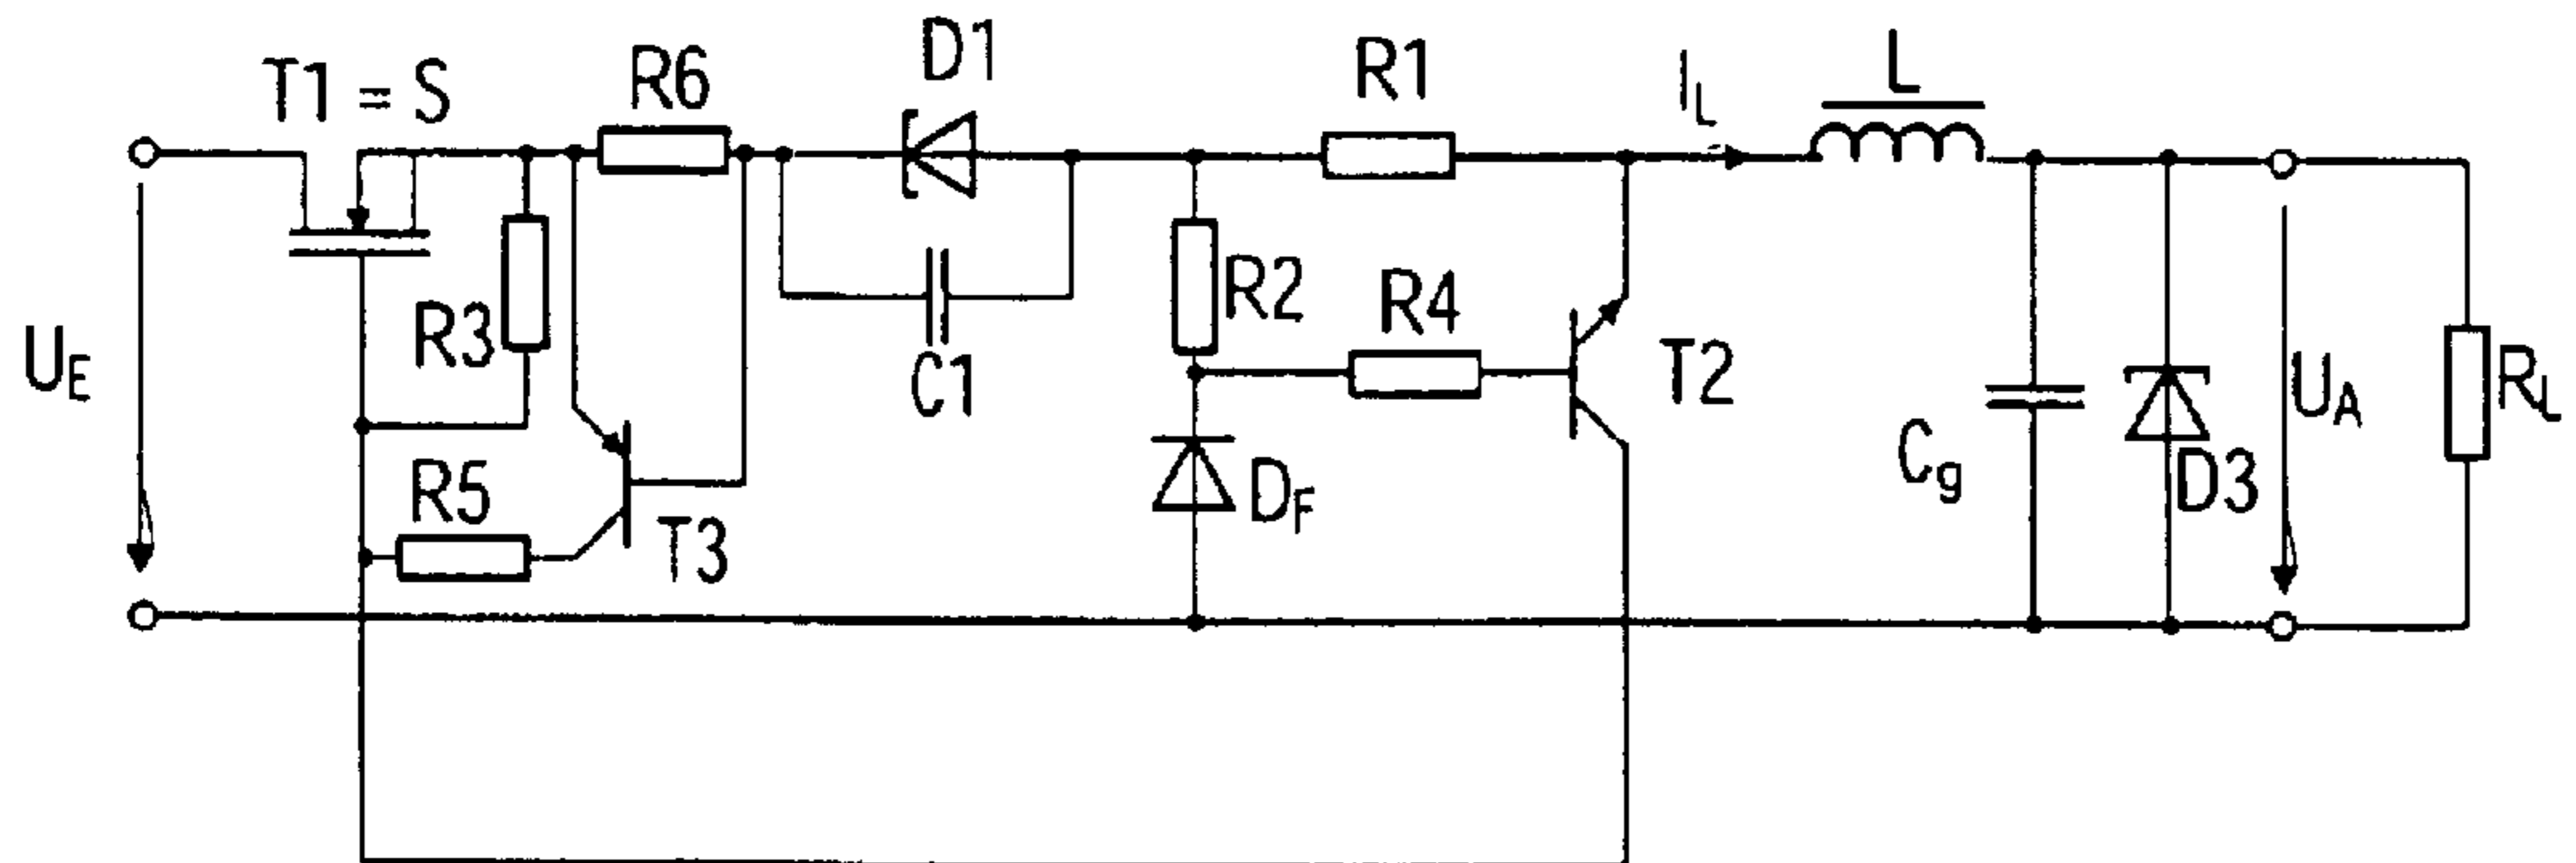 T1 = S
R6
D1
R1
I_L
L
U_E
R3
C1
R2
R4
T2
C_g
D3
U_A
R_L
R5
T3
D_F